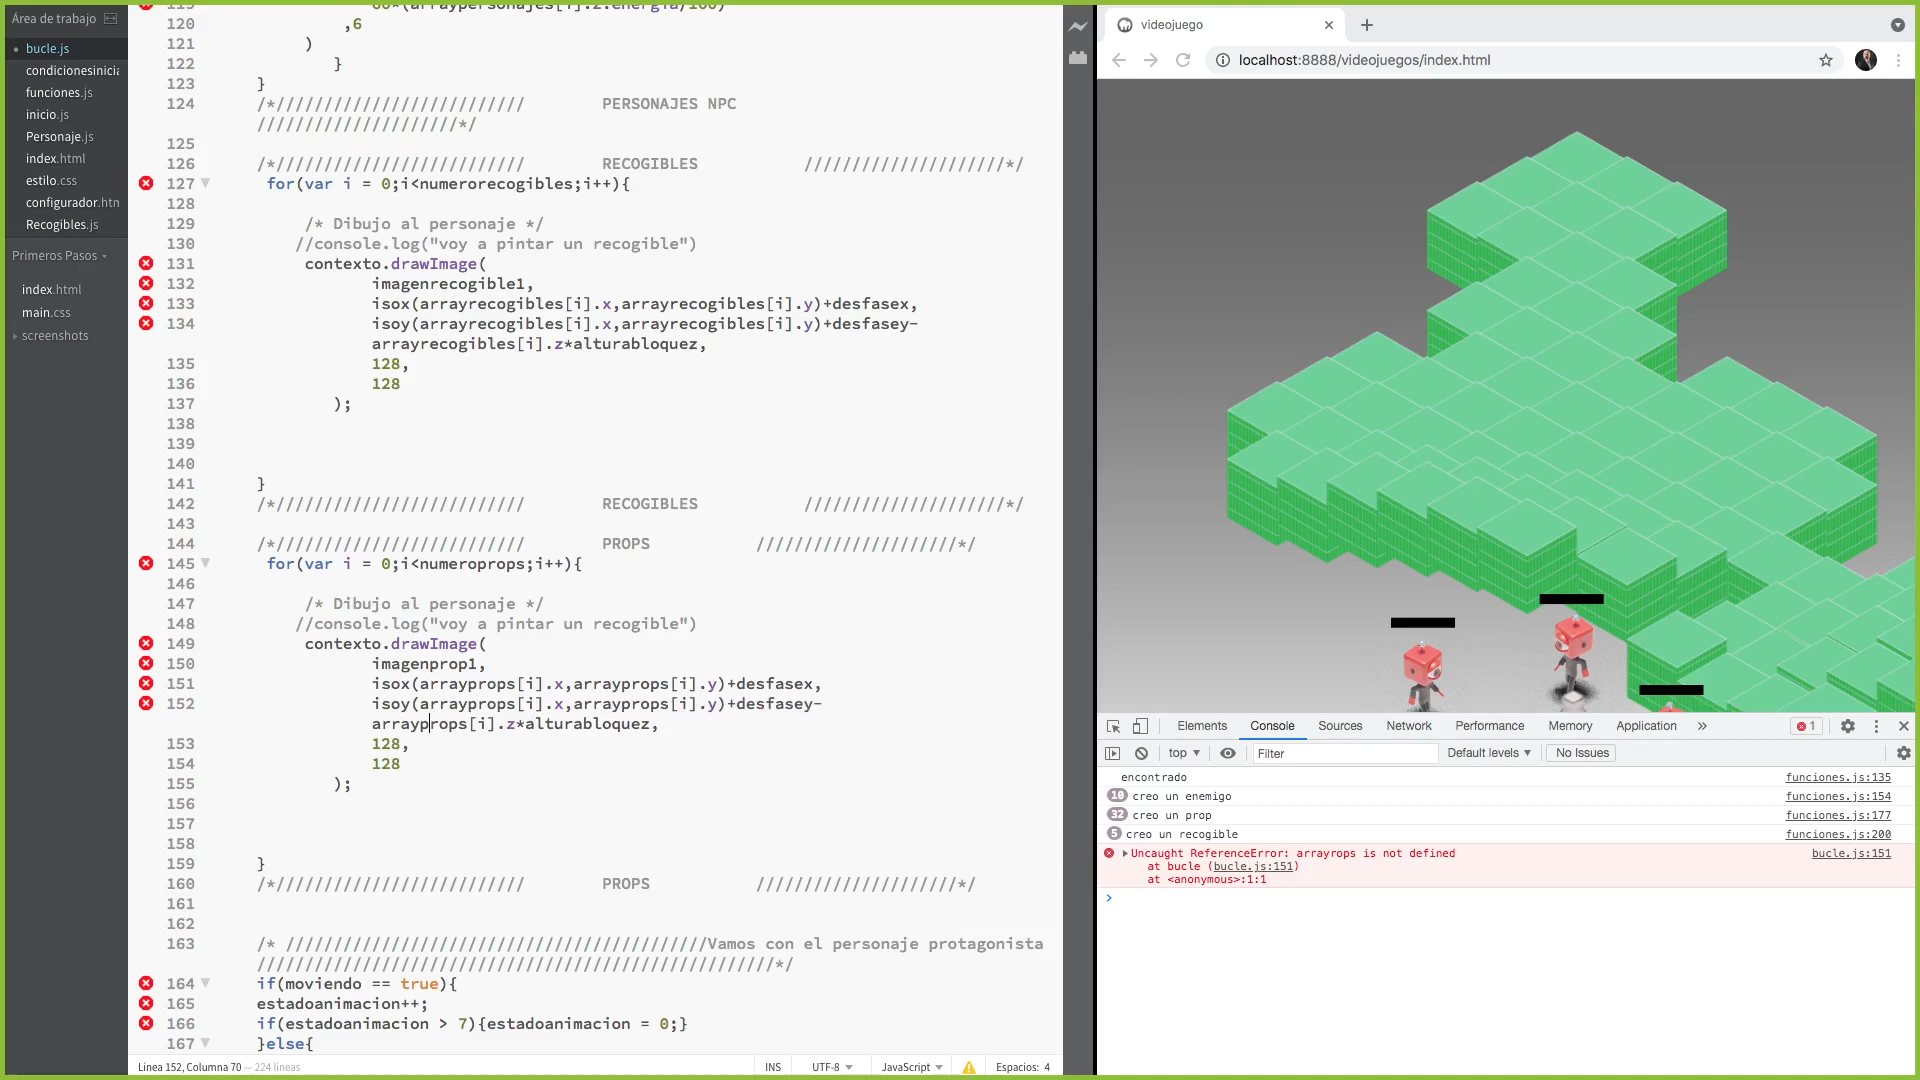 Área de trabajo
bucle.js
condicionesinicia
funciones.js
inicio.js
Personaje.js
index.html
estilo.css
configurador.htm
Recogibles.js
Primeros Pasos
index.html
main.css
screenshots
119 60*(arraypersonajes[i].z.energia/100)
120 ,6
121 )
122 }
123 }
124 /*////////////////////////// PERSONAJES NPC
/////////////////////*/
125
126 /*////////////////////////// RECOGIBLES /////////////////////*/
127 for(var i = 0;i<numerorecogibles;i++){
128
129 /* Dibujo al personaje */
130 //console.log("voy a pintar un recogible")
131 contexto.drawImage(
132 imagenrecogible1,
133 isox(arrayrecogibles[i].x,arrayrecogibles[i].y)+desfasex,
134 isoy(arrayrecogibles[i].x,arrayrecogibles[i].y)+desfasey-
arrayrecogibles[i].z*alturabloquez,
135 128,
136 128
137 );
138
139
140
141 }
142 /*////////////////////////// RECOGIBLES /////////////////////*/
143
144 /*////////////////////////// PROPS /////////////////////*/
145 for(var i = 0;i<numeroprops;i++){
146
147 /* Dibujo al personaje */
148 //console.log("voy a pintar un recogible")
149 contexto.drawImage(
150 imagenprop1,
151 isox(arrayprops[i].x,arrayprops[i].y)+desfasex,
152 isoy(arrayprops[i].x,arrayprops[i].y)+desfasey-
arrayprops[i].z*alturabloquez,
153 128,
154 128
155 );
156
157
158
159 }
160 /*////////////////////////// PROPS /////////////////////*/
161
162
163 /* ////////////////////////////////////////////Vamos con el personaje protagonista
//////////////////////////////////////////////////////*/
164 if(moviendo == true){
165 estadoanimacion++;
166 if(estadoanimacion > 7){estadoanimacion = 0;}
167 }else{
Línea 152, Columna 70 — 224 líneas INS UTF-8 JavaScript Espacios: 4
videojuego
localhost:8888/videojuegos/index.html
Elements Console Sources Network Performance Memory Application » 1
top Filter Default levels No Issues
encontrado funciones.js:135
10 creo un enemigo funciones.js:154
32 creo un prop funciones.js:177
5 creo un recogible funciones.js:200
Uncaught ReferenceError: arrayrops is not defined bucle.js:151
at bucle (bucle.js:151)
at <anonymous>:1:1